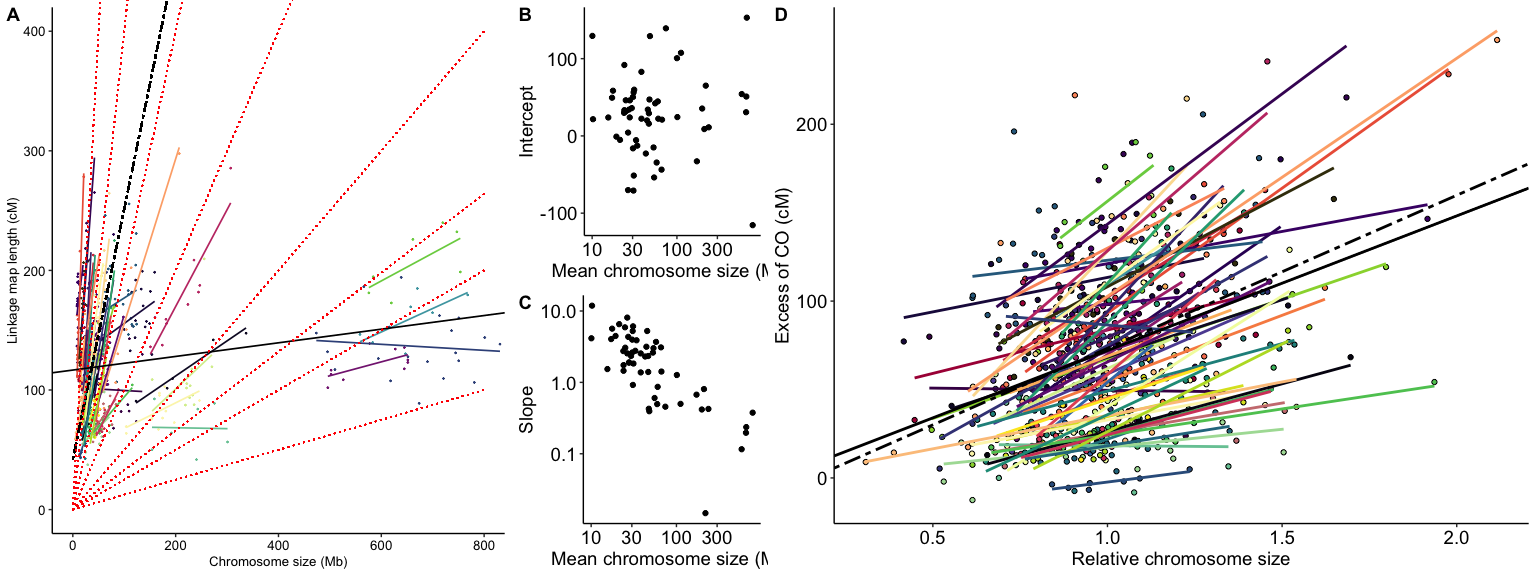 A
Linkage map length (cM)
400
300
200
100
0
0 200 400 600 800
Chromosome size (Mb)
B
Intercept
100
0
-100
10 30 100 300
Mean chromosome size (M
C
Slope
10.0
1.0
0.1
10 30 100 300
Mean chromosome size (M
D
Excess of CO (cM)
200
100
0
0.5 1.0 1.5 2.0
Relative chromosome size